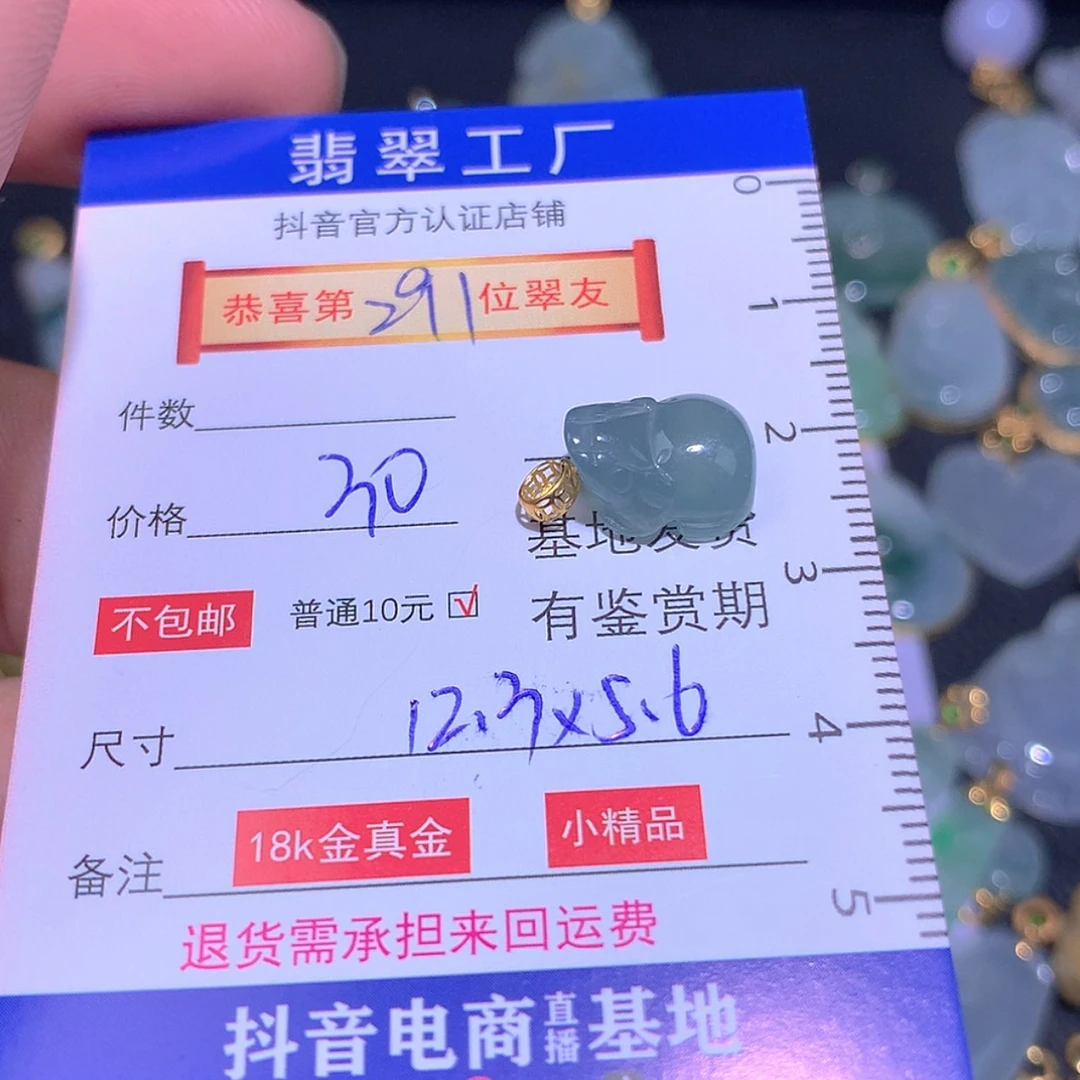 翡翠工厂
抖音官方认证店铺
恭喜第291位翠友
件数
价格 30
基地发货
不包邮 普通10元 ☑
有鉴赏期
尺寸 12.3x5.6
备注 18k金真金 小精品
退货需承担来回运费
抖音电商直播基地
0
1
2
3
4
5